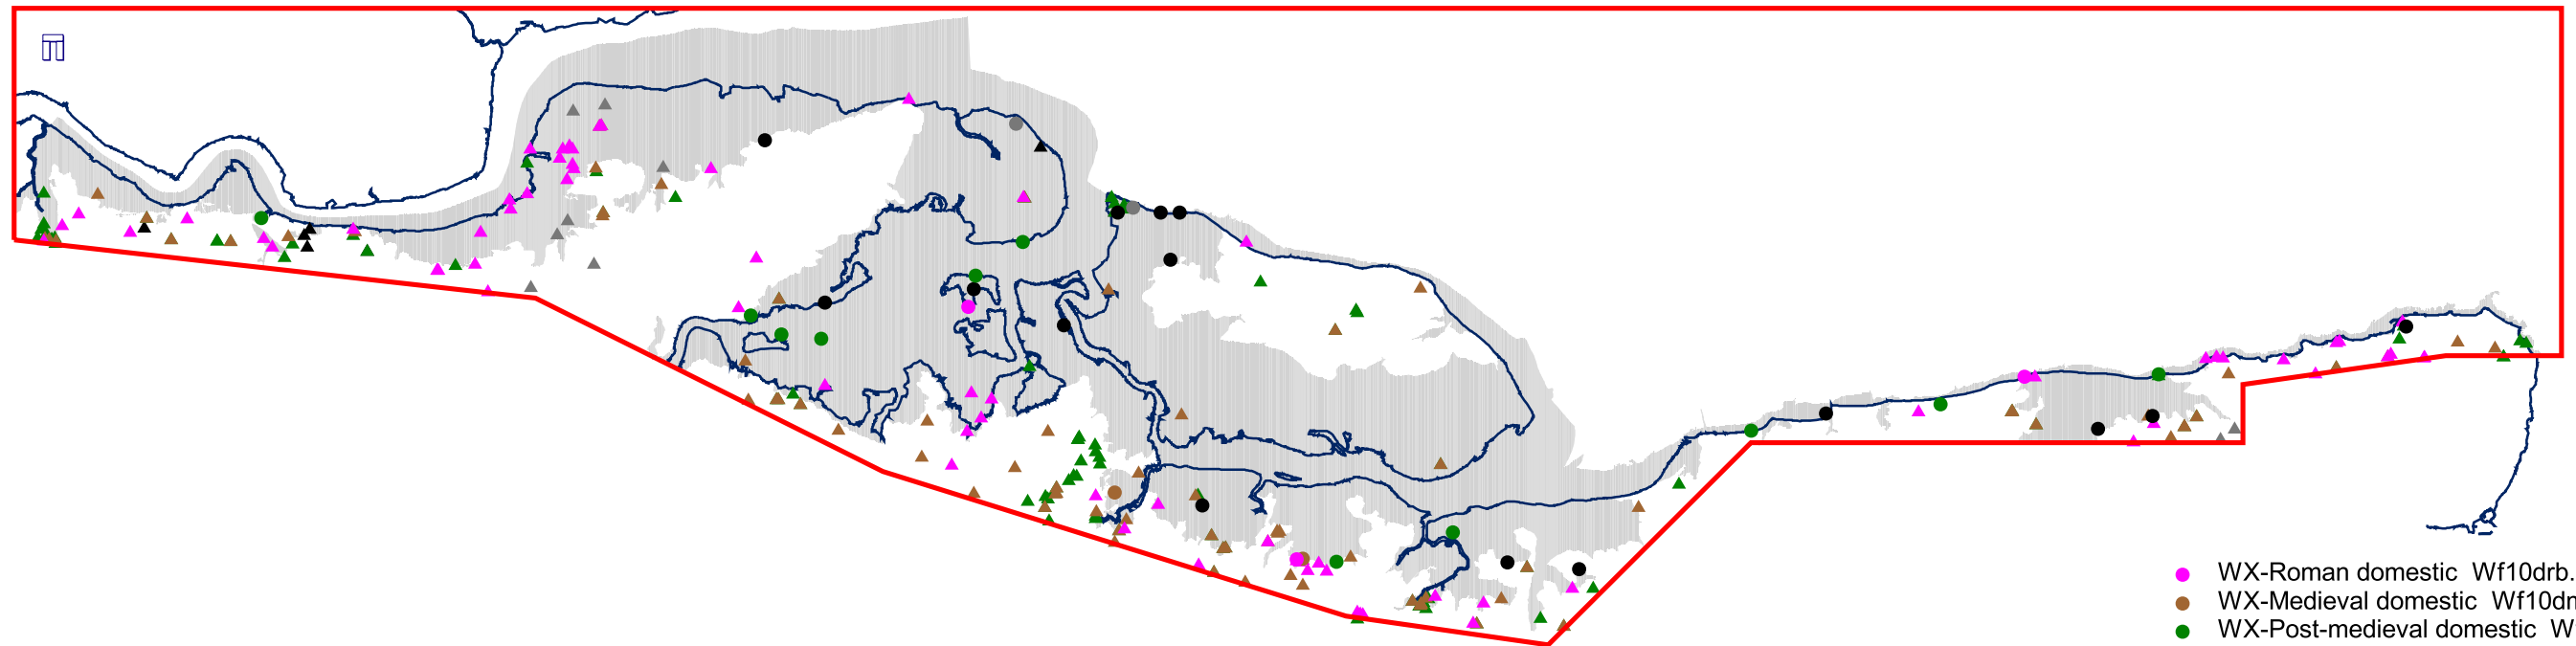 WX-Roman domestic Wf10drb.
WX-Medieval domestic Wf10dr
WX-Post-medieval domestic W